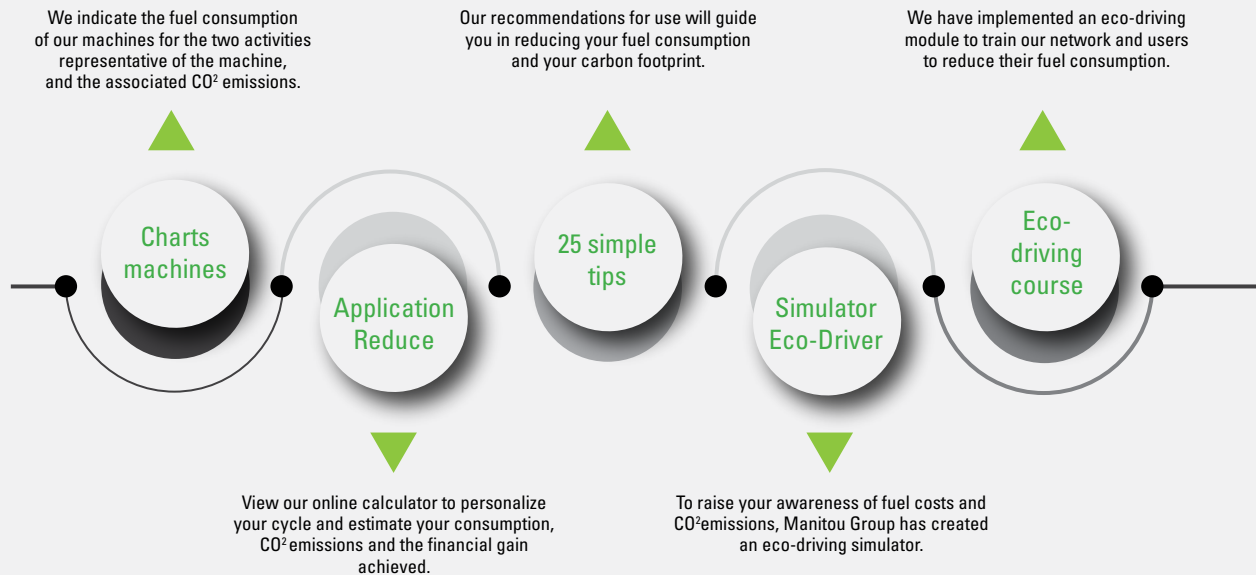 We indicate the fuel consumption
of our machines for the two activities
representative of the machine,
and the associated CO² emissions.
Our recommendations for use will guide
you in reducing your fuel consumption
and your carbon footprint.
We have implemented an eco-driving
module to train our network and users
to reduce their fuel consumption.
Charts
machines
Application
Reduce
25 simple
tips
Simulator
Eco-Driver
Eco-
driving
course
View our online calculator to personalize
your cycle and estimate your consumption,
CO² emissions and the financial gain
achieved.
To raise your awareness of fuel costs and
CO²emissions, Manitou Group has created
an eco-driving simulator.